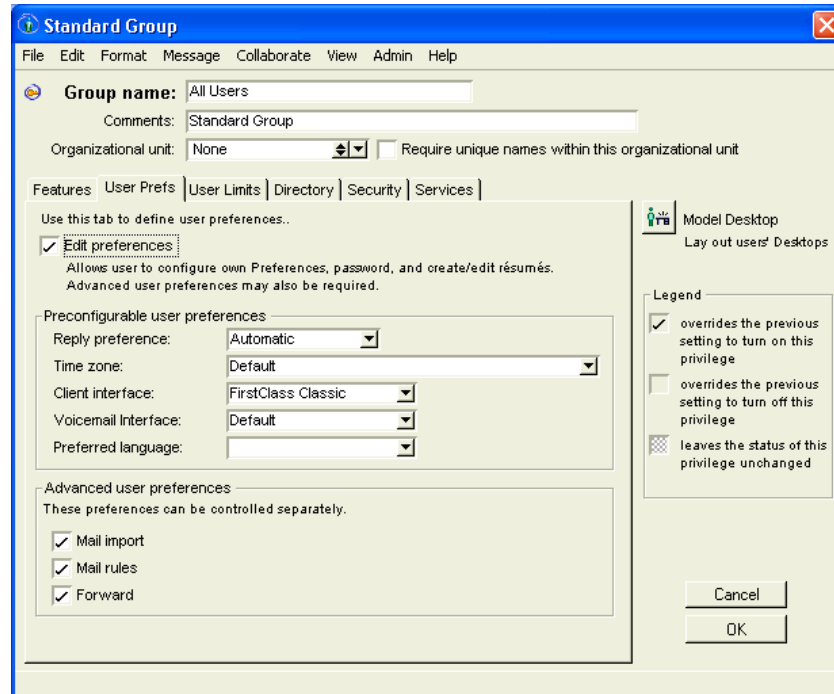 Standard Group
File Edit Format Message Collaborate View Admin Help
Group name: All Users
Comments: Standard Group
Organizational unit: None Require unique names within this organizational unit
Features User Prefs User Limits Directory Security Services
Use this tab to define user preferences..
Edit preferences
Allows user to configure own Preferences, password, and create/edit résumés.
Advanced user preferences may also be required.
Preconfigurable user preferences
Reply preference: Automatic
Time zone: Default
Client interface: FirstClass Classic
Voicemail Interface: Default
Preferred language:
Advanced user preferences
These preferences can be controlled separately.
Mail import
Mail rules
Forward
Model Desktop
Lay out users' Desktops
Legend
overrides the previous
setting to turn on this
privilege
overrides the previous
setting to turn off this
privilege
leaves the status of this
privilege unchanged
Cancel
OK